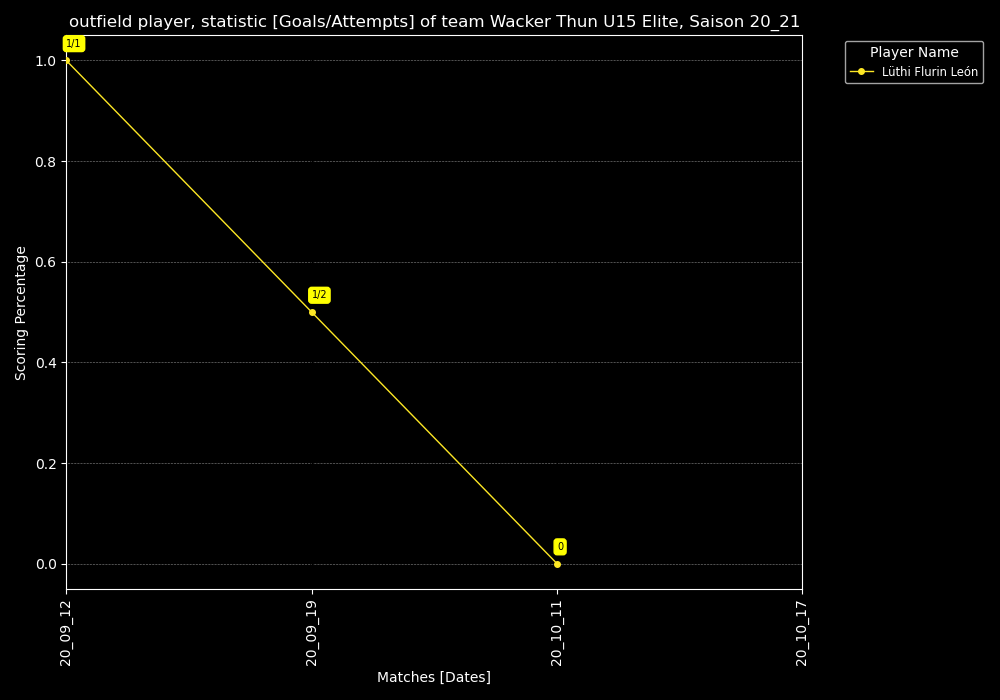 outfield player, statistic [Goals/Attempts] of team Wacker Thun U15 Elite, Saison 20_21
Player Name
Lüthi Flurin León
1/1
1/2
0
Scoring Percentage
1.0
0.8
0.6
0.4
0.2
0.0
20_09_12
20_09_19
20_10_11
20_10_17
Matches [Dates]